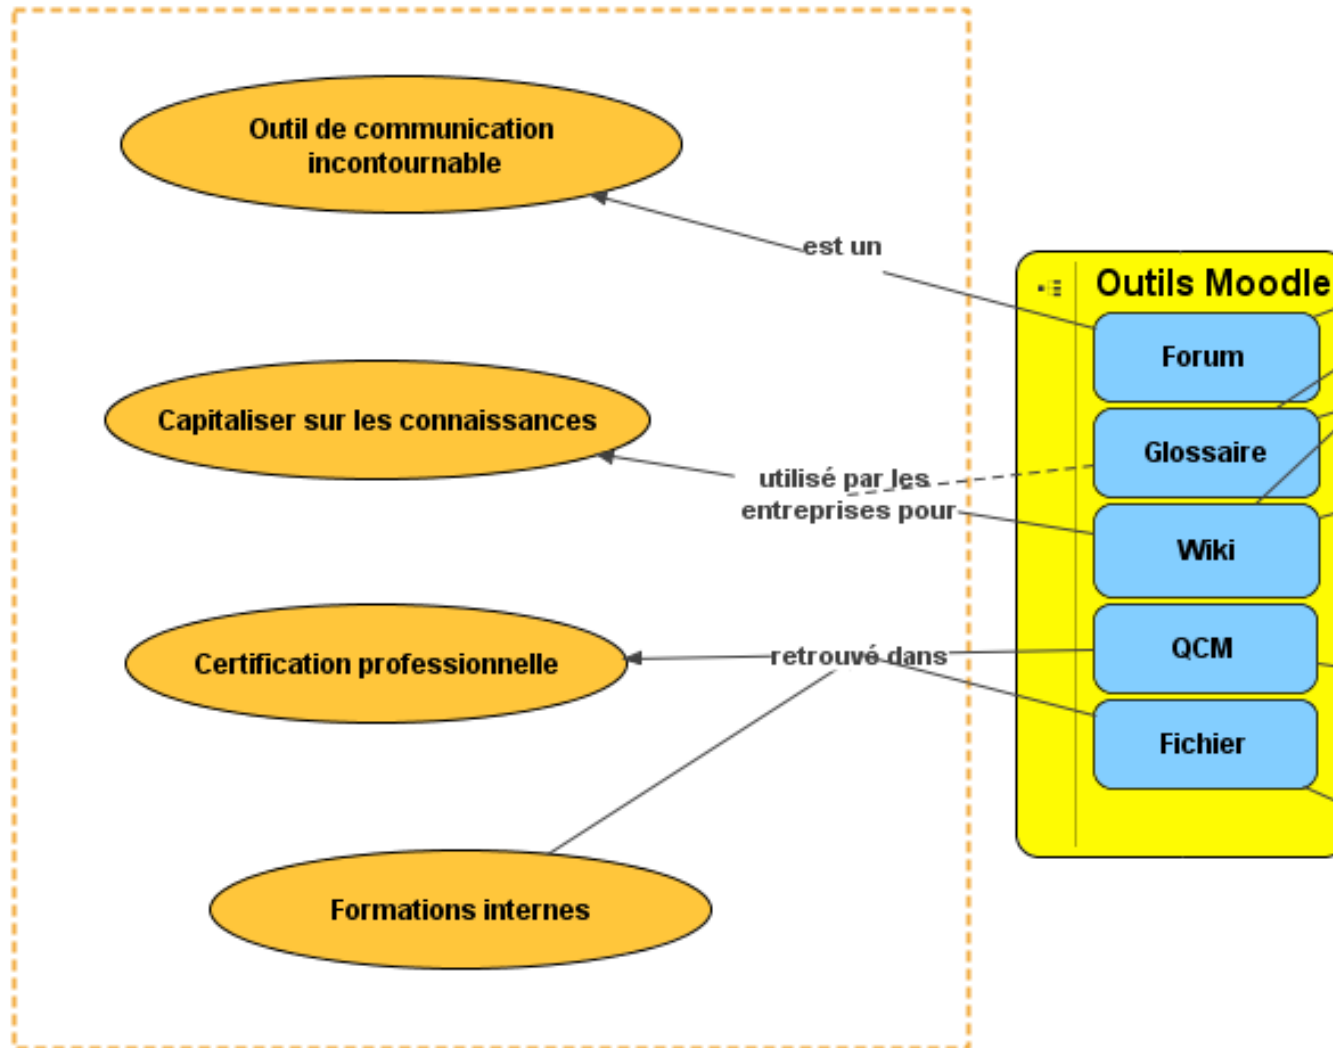 Outil de communication
incontournable
est un
Outils Moodle
Forum
Capitaliser sur les connaissances
Glossaire
utilisé par les
entreprises pour
Wiki
Certification professionnelle
retrouvé dans
QCM
Fichier
Formations internes